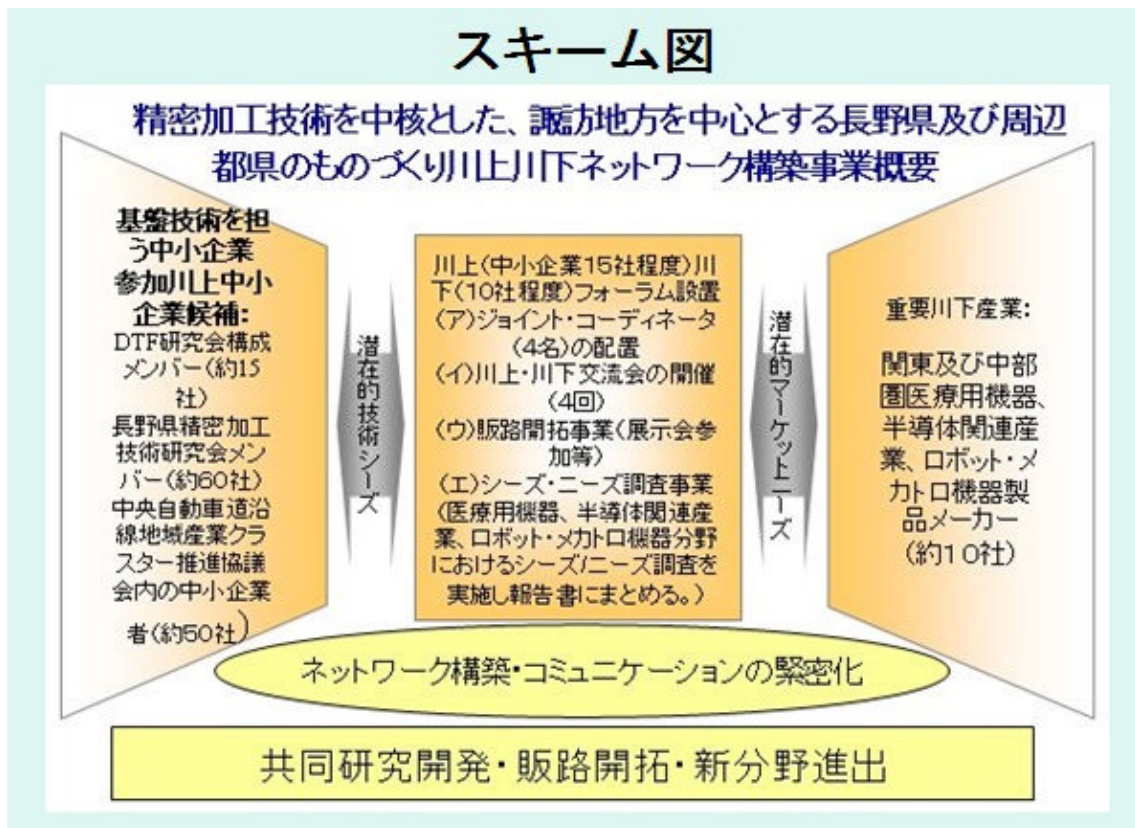 スキーム図
精密加工技術を中核とした、諏訪地方を中心とする長野県及び周辺
都県のものづくり川上川下ネットワーク構築事業概要
基盤技術を担
う中小企業
参加川上中小
企業候補:
DTF研究会構成
メンバー(約15
社)
長野県精密加工
技術研究会メン
バー(約60社)
中央自動車道沿
線地域産業クラ
スター推進協議
会内の中小企業
者(約50社)
潜在的技術シーズ
川上(中小企業15社程度)川
下(10社程度)フォーラム設置
(ア)ジョイント・コーディネータ
(4名)の配置
(イ)川上・川下交流会の開催
(4回)
(ウ)販路開拓事業(展示会参
加等)
(エ)シーズ・ニーズ調査事業
(医療用機器、半導体関連産
業、ロボット・メカトロ機器分野
におけるシーズ/ニーズ調査を
実施し報告書にまとめる。)
潜在的マーケットニーズ
重要川下産業:
関東及び中部
圏医療用機器、
半導体関連産
業、ロボット・メ
カトロ機器製
品メーカー
(約10社)
ネットワーク構築・コミュニケーションの緊密化
共同研究開発・販路開拓・新分野進出